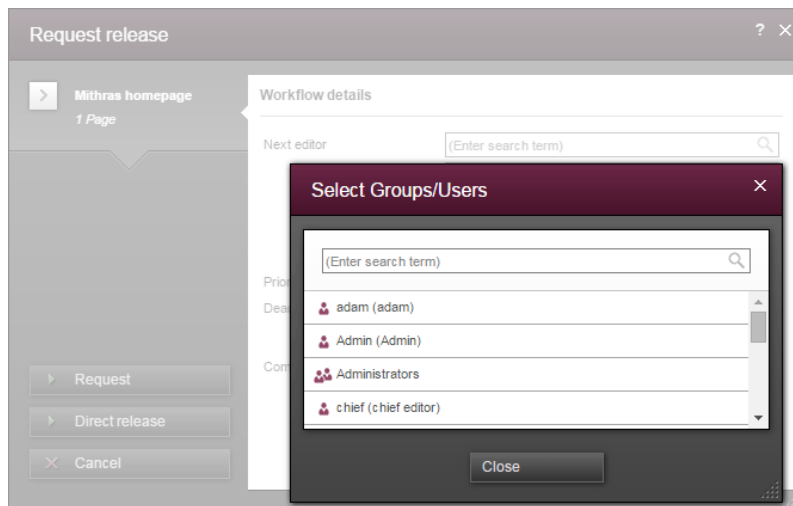 Request release
?
Mithras homepage
1 Page
Workflow details
Next editor
(Enter search term)
Select Groups/Users
(Enter search term)
adam (adam)
Admin (Admin)
Administrators
chief (chief editor)
Close
Request
Direct release
Cancel